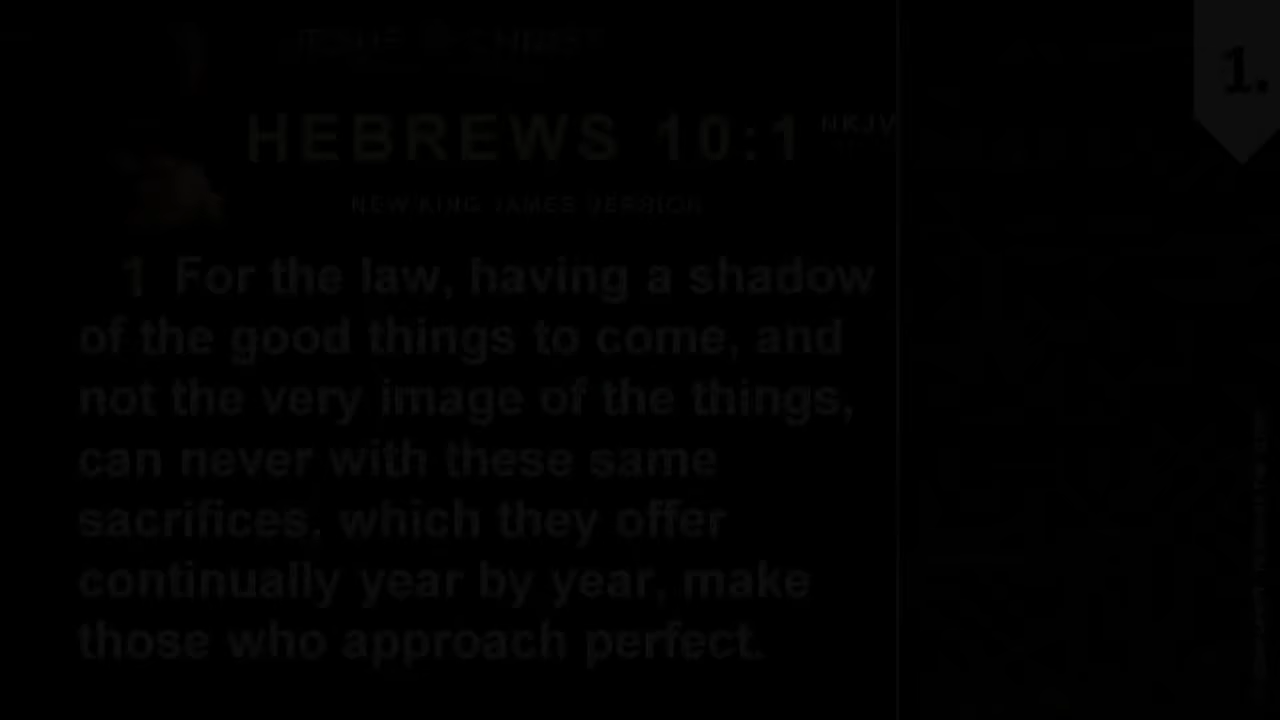 1.
HEBREWS 10:1 NKJV
NEW KING JAMES VERSION
1 For the law, having a shadow
of the good things to come, and
not the very image of the things,
can never with these same
sacrifices, which they offer
continually year by year, make
those who approach perfect.